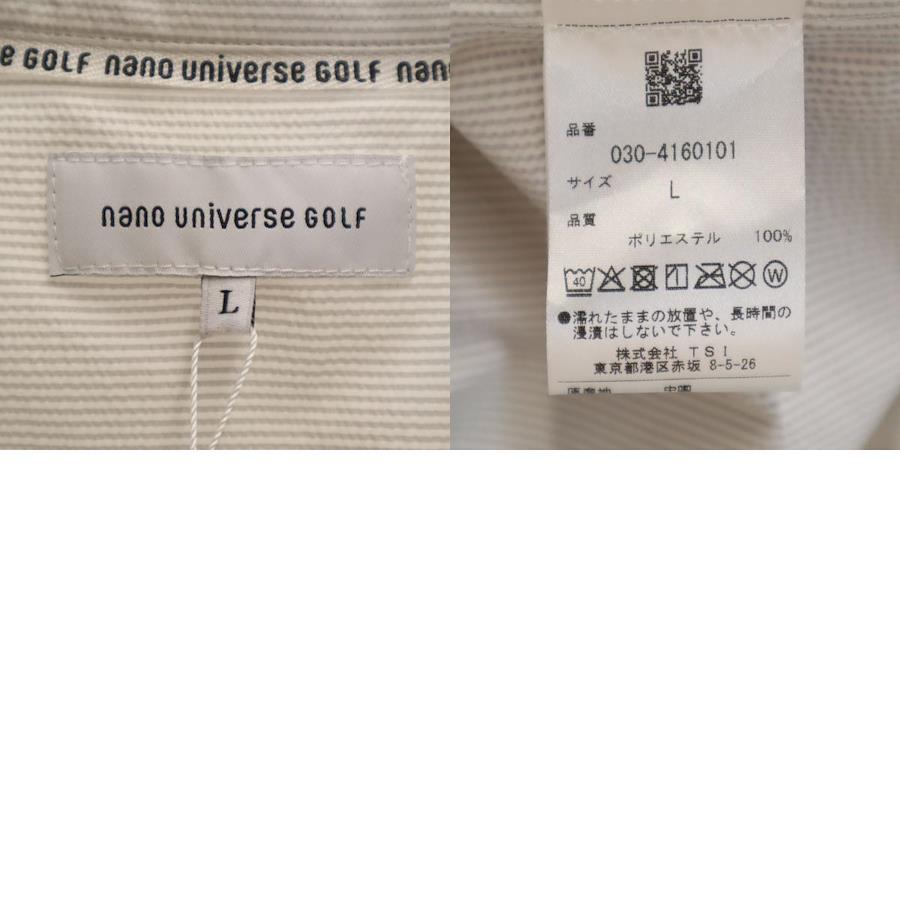 e GOLF nano universe GOLF nan
nano universe GOLF
L
品番
030-4160101
サイズ
L
品質
ポリエステル 100%
40
W
●濡れたままの放置や、長時間の
浸漬はしないで下さい。
株式会社 TSI
東京都港区赤坂 8-5-26